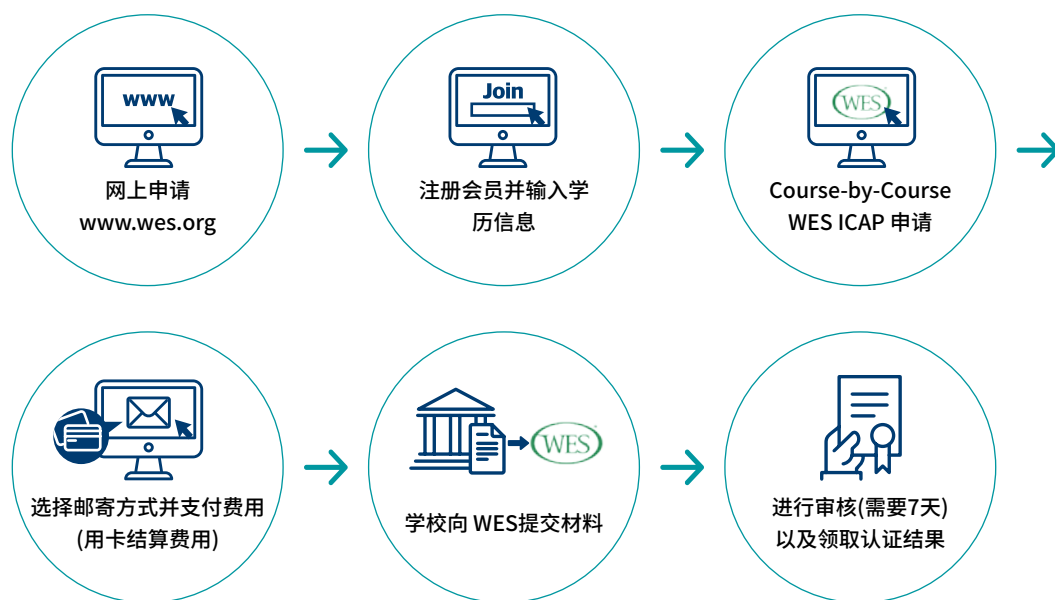 www
网上申请
www.wes.org
Join
注册会员并输入学
历信息
WES
Course-by-Course
WES ICAP 申请
选择邮寄方式并支付费用
(用卡结算费用)
WES
学校向 WES提交材料
进行审核(需要7天)
以及领取认证结果